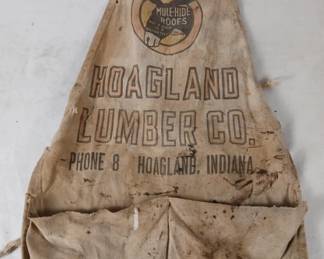 MULE-HIDE
ROOFS
HOAGLAND
LUMBER CO.
PHONE 8 HOAGLAND, INDIANA